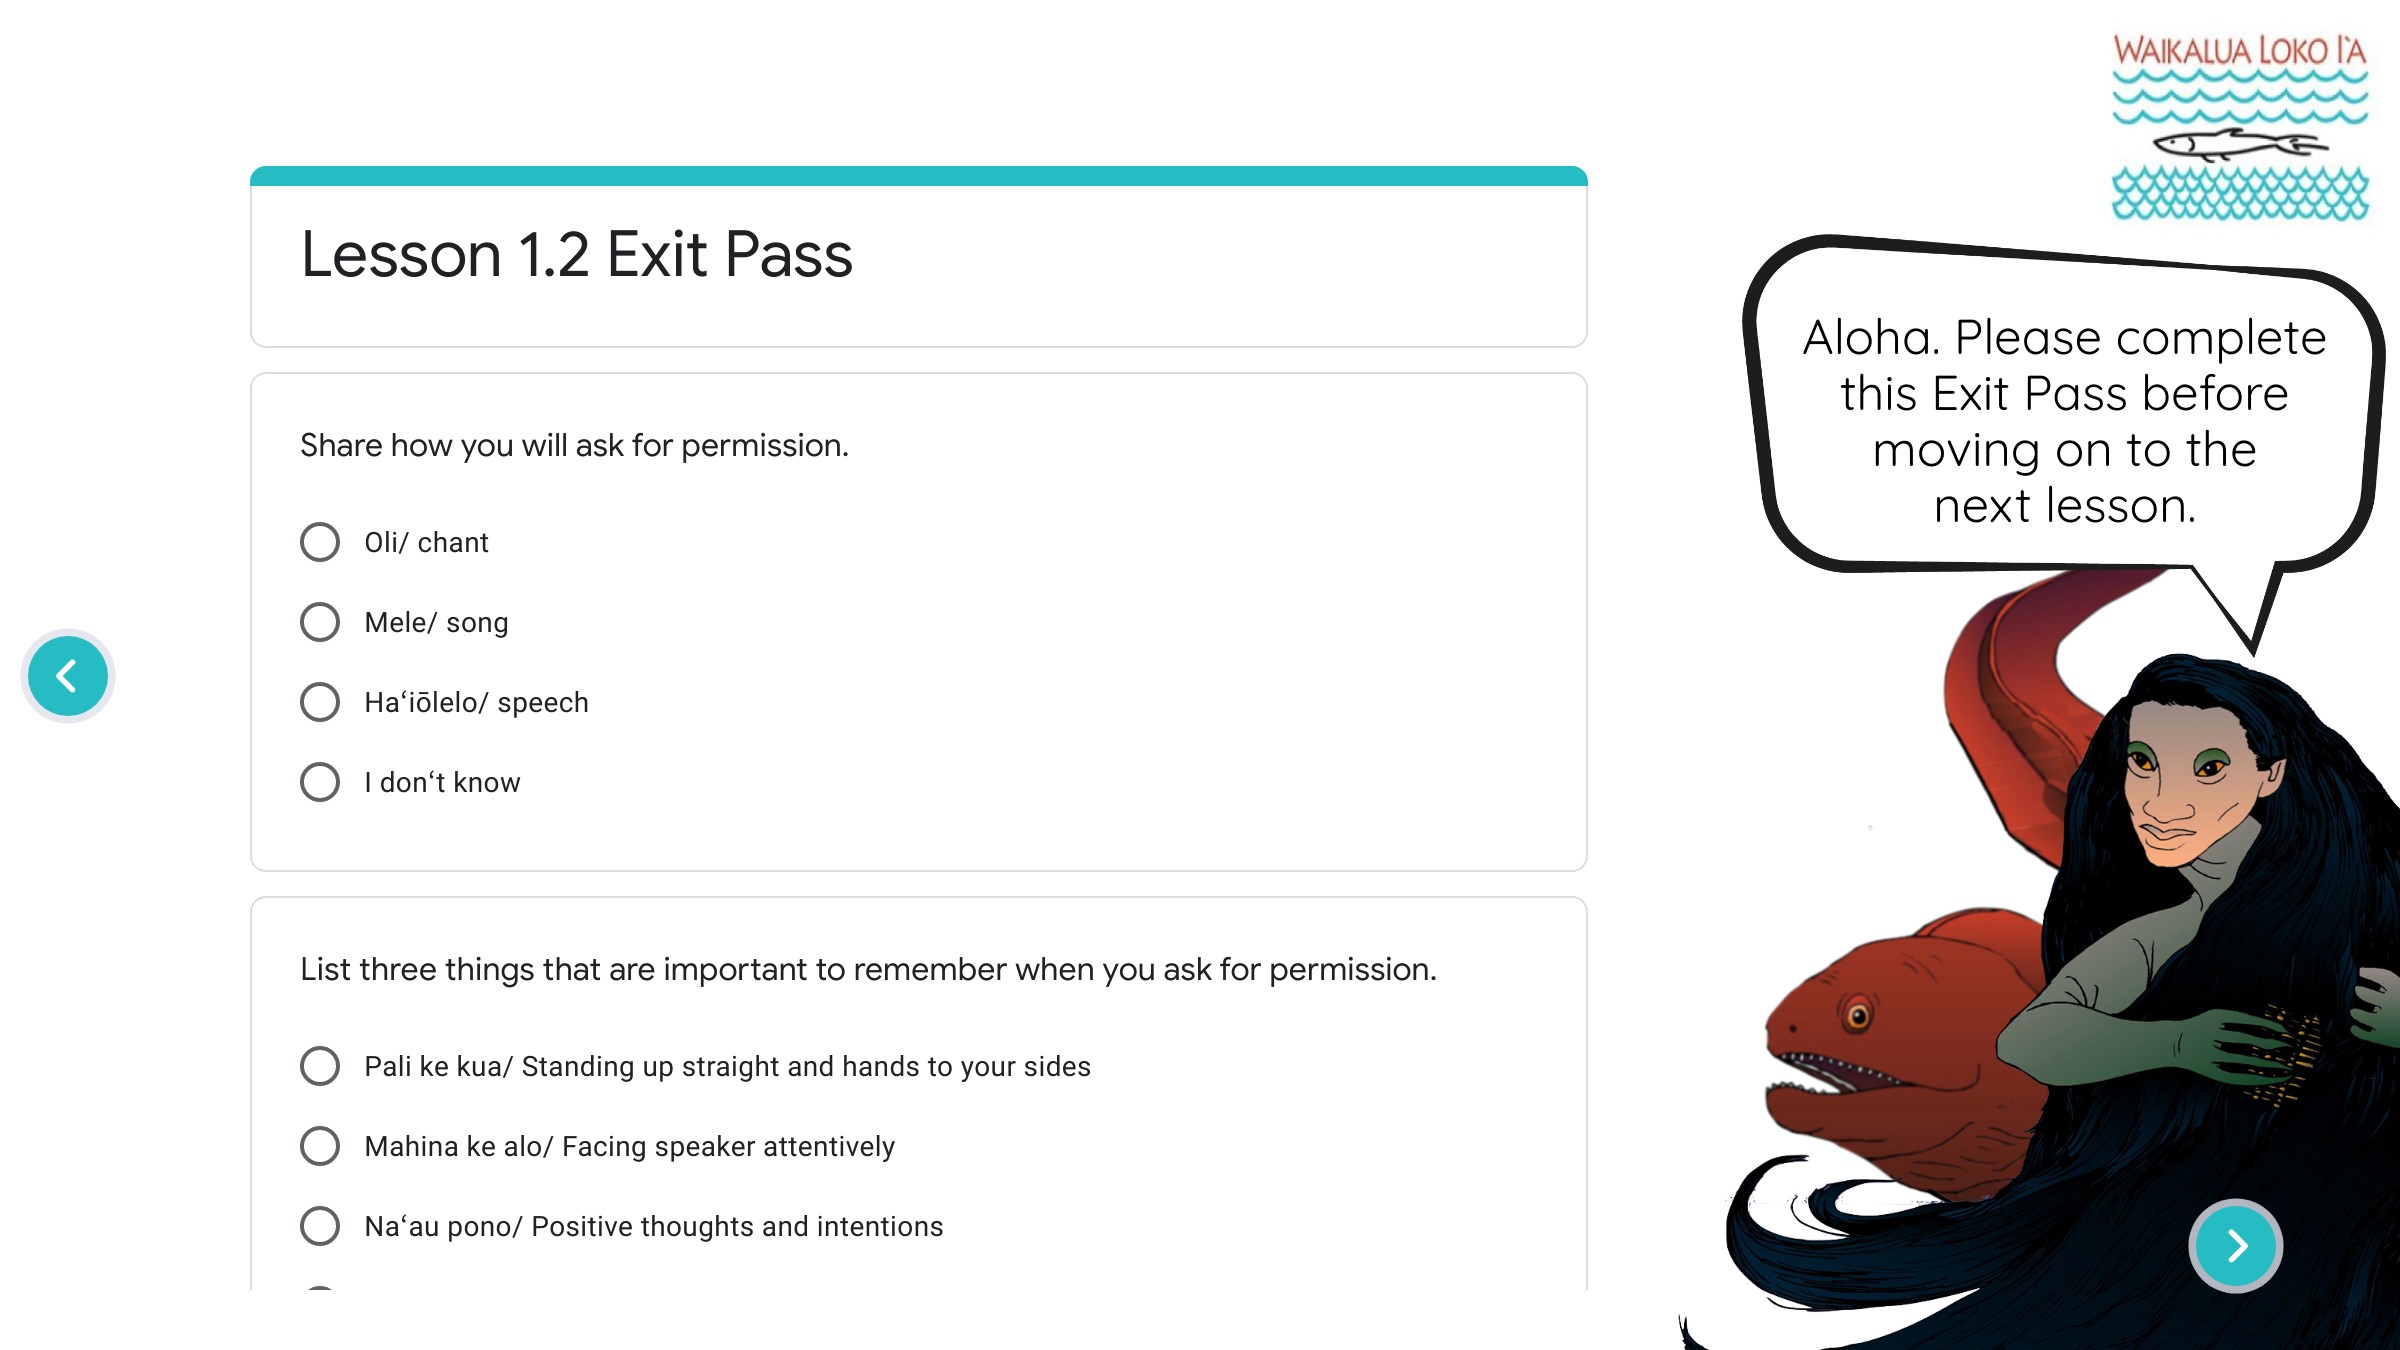 WAIKALUA LOKO I'A
Lesson 1.2 Exit Pass
Share how you will ask for permission.
Oli/ chant
Mele/ song
Haʻiōlelo/ speech
I donʻt know
List three things that are important to remember when you ask for permission.
Pali ke kua/ Standing up straight and hands to your sides
Mahina ke alo/ Facing speaker attentively
Naʻau pono/ Positive thoughts and intentions
Aloha. Please complete
this Exit Pass before
moving on to the
next lesson.